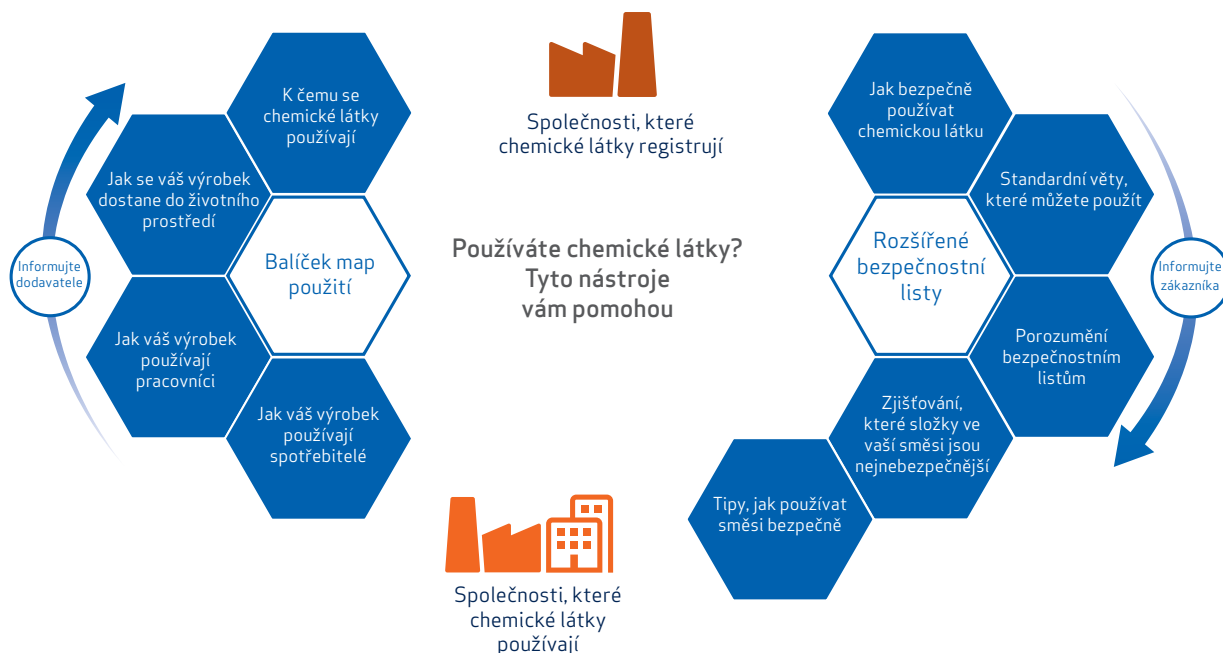 K čemu se
chemické látky
používají
Jak se váš výrobek
dostane do životního
prostředí
Informujte
dodavatele
Balíček map
použití
Jak váš výrobek
používají
pracovníci
Jak váš výrobek
používají
spotřebitelé
Společnosti, které
chemické látky registrují
Používáte chemické látky?
Tyto nástroje
vám pomohou
Společnosti, které
chemické látky
používají
Jak bezpečně
používat
chemickou látku
Standardní věty,
které můžete použít
Rozšířené
bezpečnostní
listy
Informujte
zákazníka
Porozumění
bezpečnostním
listům
Zjišťování,
které složky ve
vaší směsi jsou
nejnebezpečnější
Tipy, jak používat
směsi bezpečně